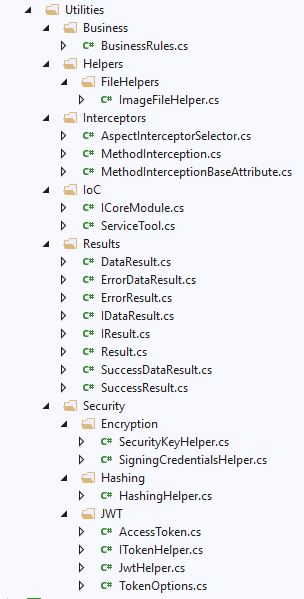 Utilities
Business
C# BusinessRules.cs
Helpers
FileHelpers
C# ImageFileHelper.cs
Interceptors
C# AspectInterceptorSelector.cs
C# MethodInterception.cs
C# MethodInterceptionBaseAttribute.cs
IoC
C# ICoreModule.cs
C# ServiceTool.cs
Results
C# DataResult.cs
C# ErrorDataResult.cs
C# ErrorResult.cs
C# IDataResult.cs
C# IResult.cs
C# Result.cs
C# SuccessDataResult.cs
C# SuccessResult.cs
Security
Encryption
C# SecurityKeyHelper.cs
C# SigningCredentialsHelper.cs
Hashing
C# HashingHelper.cs
JWT
C# AccessToken.cs
C# ITokenHelper.cs
C# JwtHelper.cs
C# TokenOptions.cs